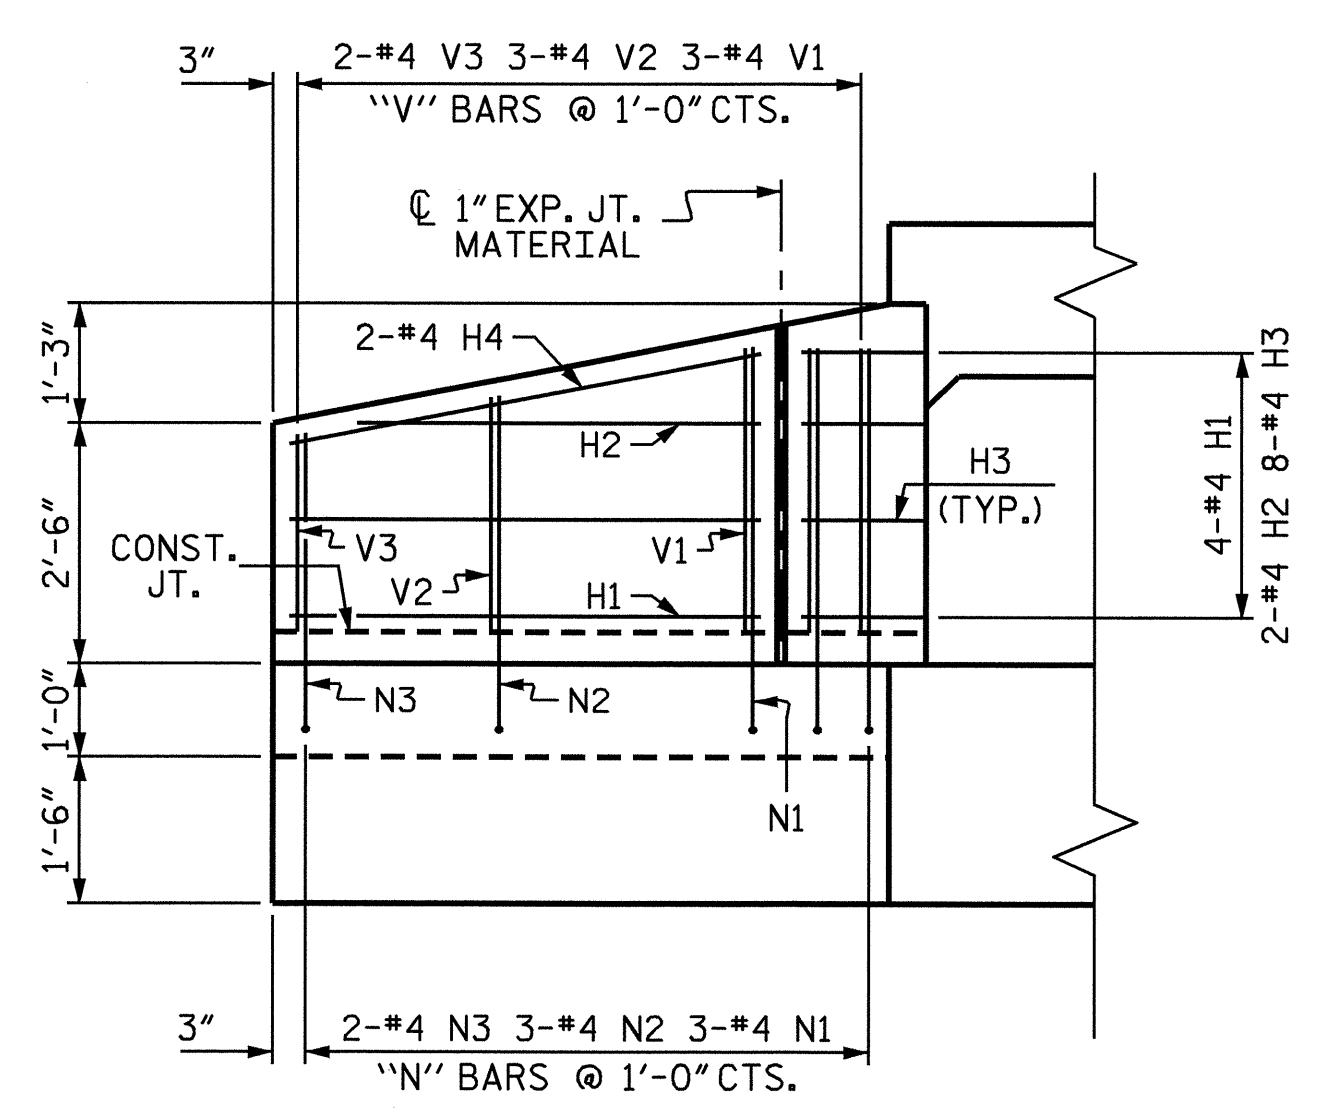 3" 2-#4 V3 3-#4 V2 3-#4 V1
"V" BARS @ 1'-0" CTS.
℄ 1" EXP. JT.
MATERIAL
1'-3"
2-#4 H4
H2
H3
(TYP.)
4-#4 H1
2-#4 H2 8-#4 H3
2'-6"
CONST.
JT.
V3
V2
V1
H1
1'-0"
N3
N2
N1
1'-6"
3" 2-#4 N3 3-#4 N2 3-#4 N1
"N" BARS @ 1'-0" CTS.